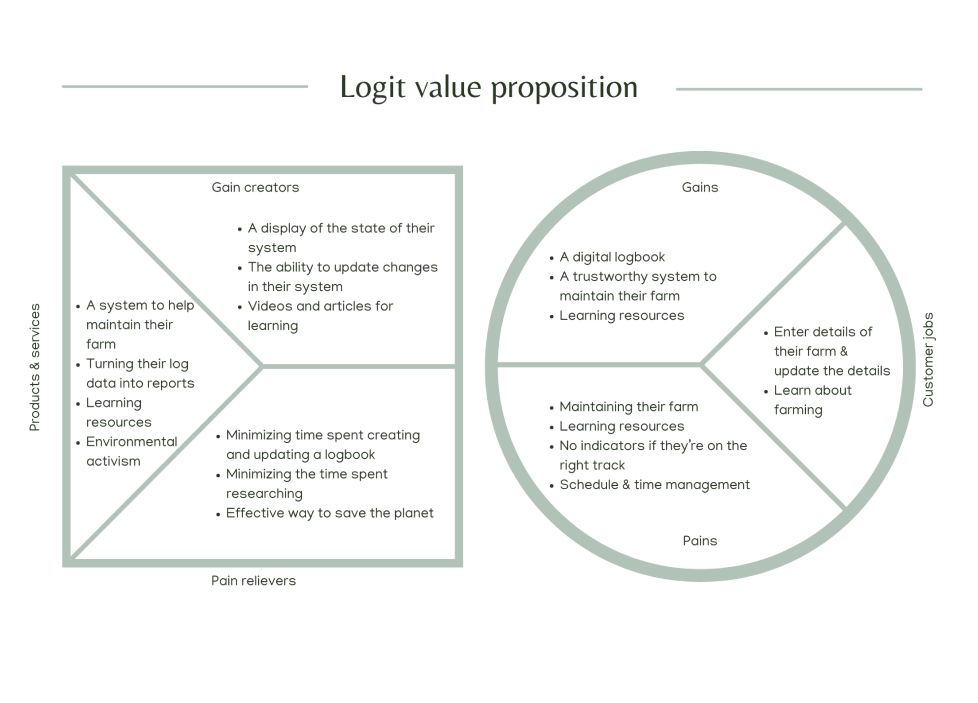 Logit value proposition
Products & services
Gain creators
• A display of the state of their
system
• The ability to update changes
in their system
• Videos and articles for
learning
• A system to help
maintain their
farm
• Turning their log
data into reports
• Learning
resources
• Environmental
activism
• Minimizing time spent creating
and updating a logbook
• Minimizing the time spent
researching
• Effective way to save the planet
Pain relievers
Gains
• A digital logbook
• A trustworthy system to
maintain their farm
• Learning resources
• Enter details of
their farm &
update the details
• Learn about
farming
Customer jobs
• Maintaining their farm
• Learning resources
• No indicators if they're on the
right track
• Schedule & time management
Pains